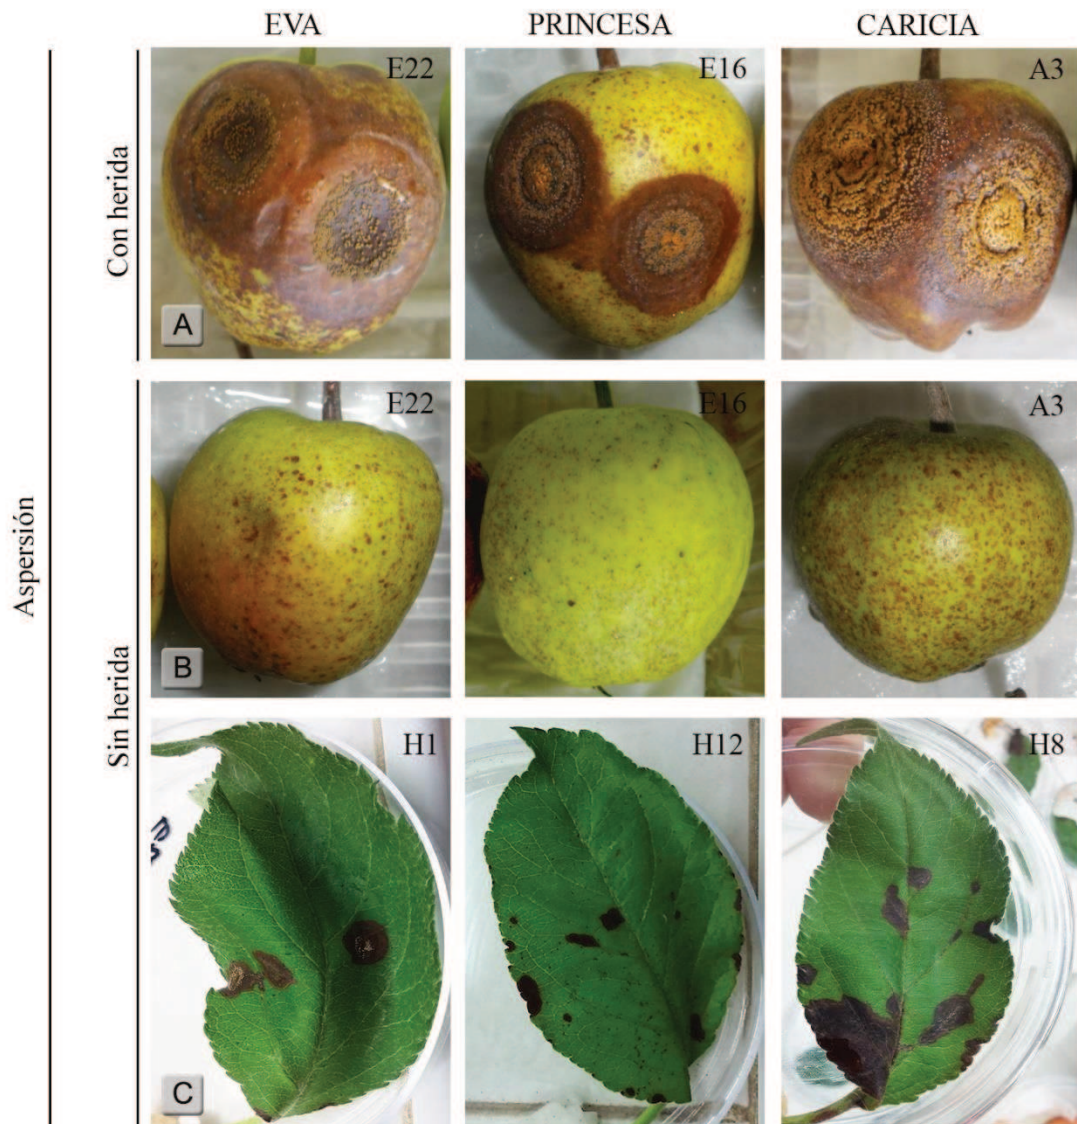 EVA PRINCESA CARICIA
Aspersión
Con herida
E22 E16 A3
A
Sin herida
E22 E16 A3
B
H1 H12 H8
C